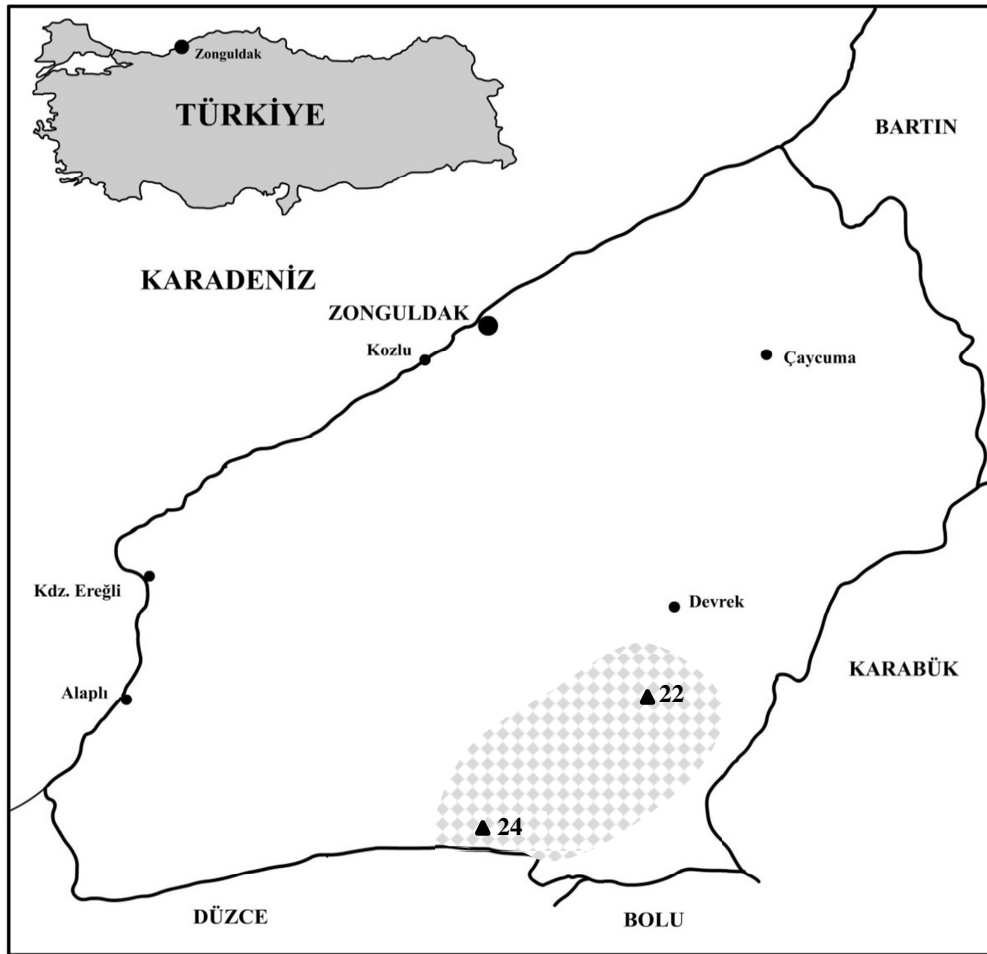 Zonguldak
TÜRKİYE
BARTIN
KARADENİZ
ZONGULDAK
Kozlu
Çaycuma
Kdz. Ereğli
Devrek
KARABÜK
Alaplı
22
24
DÜZCE
BOLU